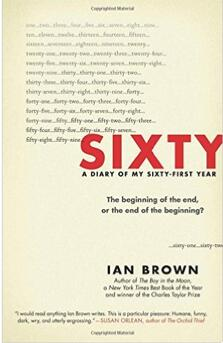 Copyrighted Material
one...two...three...four...five...six...seven...eight...nine...
ten...eleven...twelve...thirteen...fourteen...fifteen...
sixteen...seventeen...eighteen...nineteen...twenty...
twenty-one...twenty-two...twenty-three...twenty-four...
twenty-five...twenty-six...twenty-seven...twenty-eight...
twenty-nine...thirty...thirty-one...thirty-two...
thirty-three...thirty-four...thirty-five...thirty-six...
thirty-seven...thirty-eight...thirty-nine...forty...
forty-one...forty-two...forty-three...forty-four...
forty-five...forty-six...forty-seven...forty-eight...
forty-nine...fifty...fifty-one...fifty-two...fifty-three...
fifty-four...fifty-five...fifty-six...fifty-seven...
fifty-eight...fifty-nine...
SIXTY
A DIARY OF MY SIXTY-FIRST YEAR
The beginning of the end,
or the end of the beginning?
...sixty-one...sixty-two
IAN BROWN
Author of The Boy in the Moon,
a New York Times Best Book of the Year
and winner of the Charles Taylor Prize
"I would read anything Ian Brown writes. This is a particular pleasure: Humane, funny,
dark, wry, and utterly engrossing." —SUSAN ORLEAN, author of The Orchid Thief
Copyrighted Material